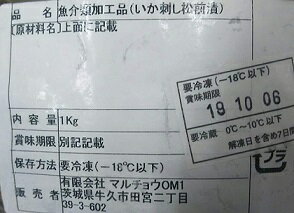 品 名 魚介類加工品(いか刺し松前漬)
[原材料名]上面に記載
内 容 量 1Kg
賞味期限 別記記載
保存方法 要冷凍(-18℃以下)
販 売 者 有限会社 マルチョウOM1
茨城県牛久市田宮二丁目
39-3-602
要冷凍(-18℃以下)
賞味期限
19 10 06
要冷蔵 0℃~10℃以下
解凍日を含め7日間
プラ